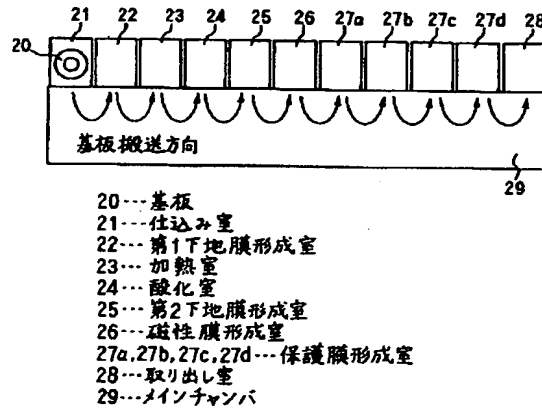 21 22 23 24 25 26 27a 27b 27c 27d 28
20
基板搬送方向
29
20…基板
21…仕込み室
22…第1下地膜形成室
23…加熱室
24…酸化室
25…第2下地膜形成室
26…磁性膜形成室
27a,27b,27c,27d…保護膜形成室
28…取り出し室
29…メインチャンバ